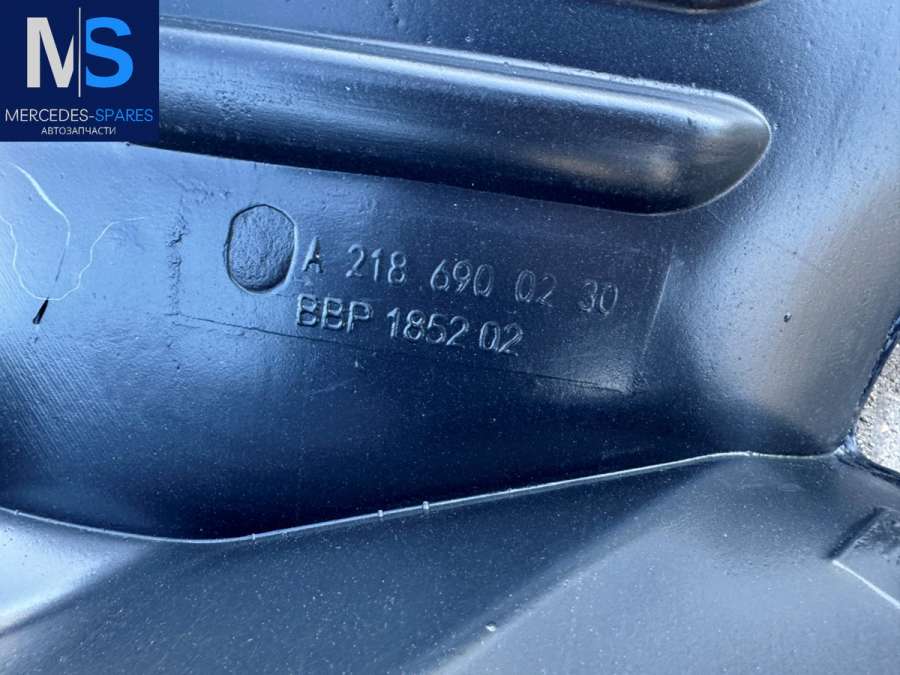 MS
MERCEDES-SPARES
АВТОЗАПЧАСТИ
A 218 690 02 30
BBP 1852 02